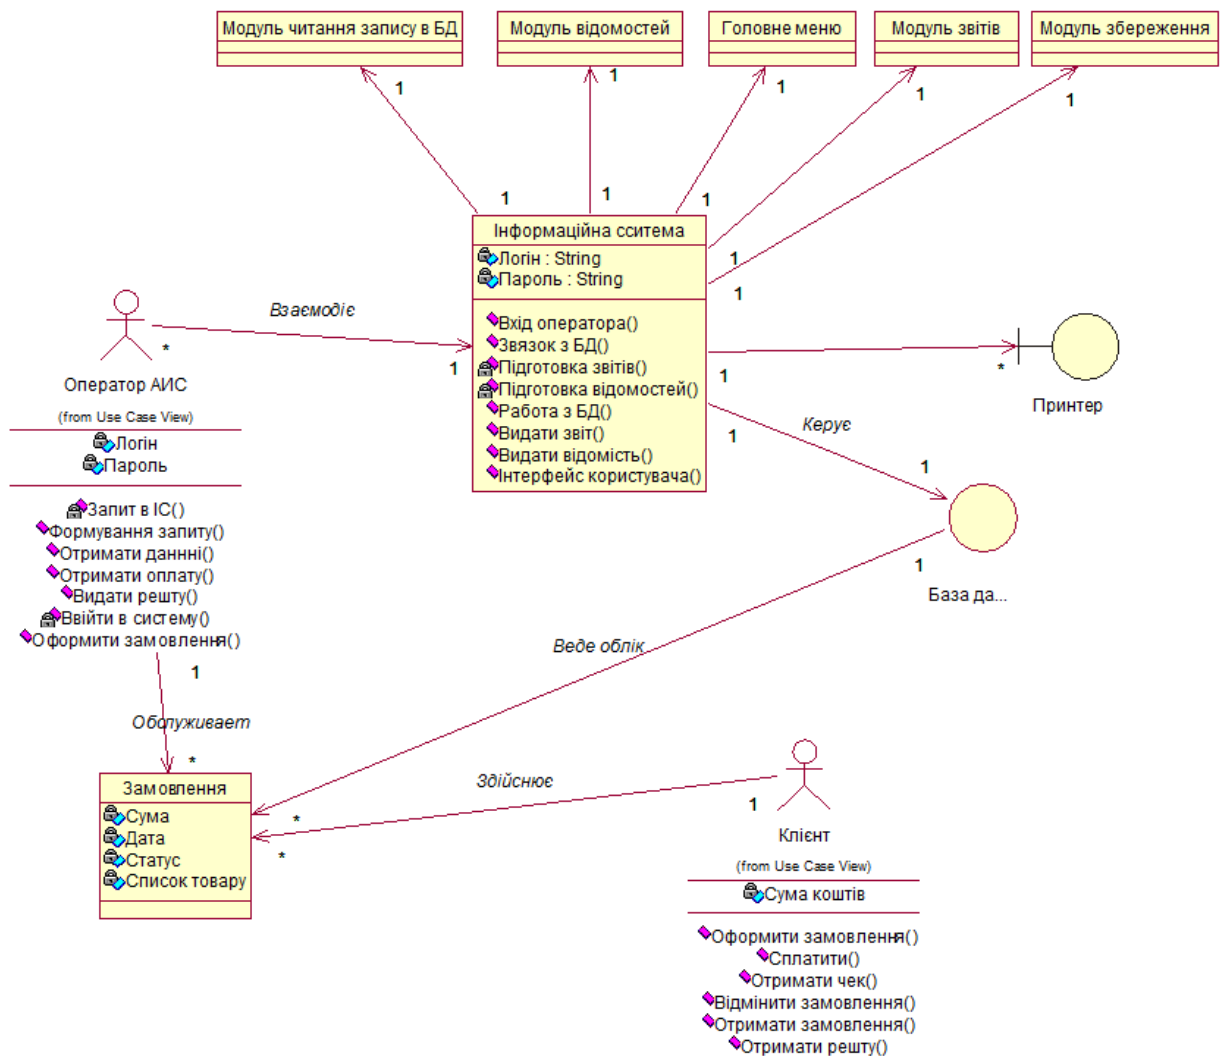 Модуль читання запису в БД
Модуль відомостей
Головне меню
Модуль звітів
Модуль збереження
1
1
1
1
1
1
1
1
1
1
Інформаційна сситема
Логін : String
Пароль : String
Вхід оператора()
Звязок з БД()
Підготовка звітів()
Підготовка відомостей()
Работа з БД()
Видати звіт()
Видати відомість()
Інтерфейс користувача()
Взаємодіє
*
1
Оператор АИС
(from Use Case View)
Логін
Пароль
Запит в ІС()
Формування запиту()
Отримати даннні()
Отримати оплату()
Видати решту()
Ввійти в систему()
Оформити замовлення()
1
*
Принтер
1
Керує
1
База да...
1
Веде облік
*
1
Обслуживает
*
Замовлення
Сума
Дата
Статус
Список товару
Здійснює
1
*
Клієнт
(from Use Case View)
Сума коштів
Оформити замовлення()
Сплатити()
Отримати чек()
Відмінити замовлення()
Отримати замовлення()
Отримати решту()